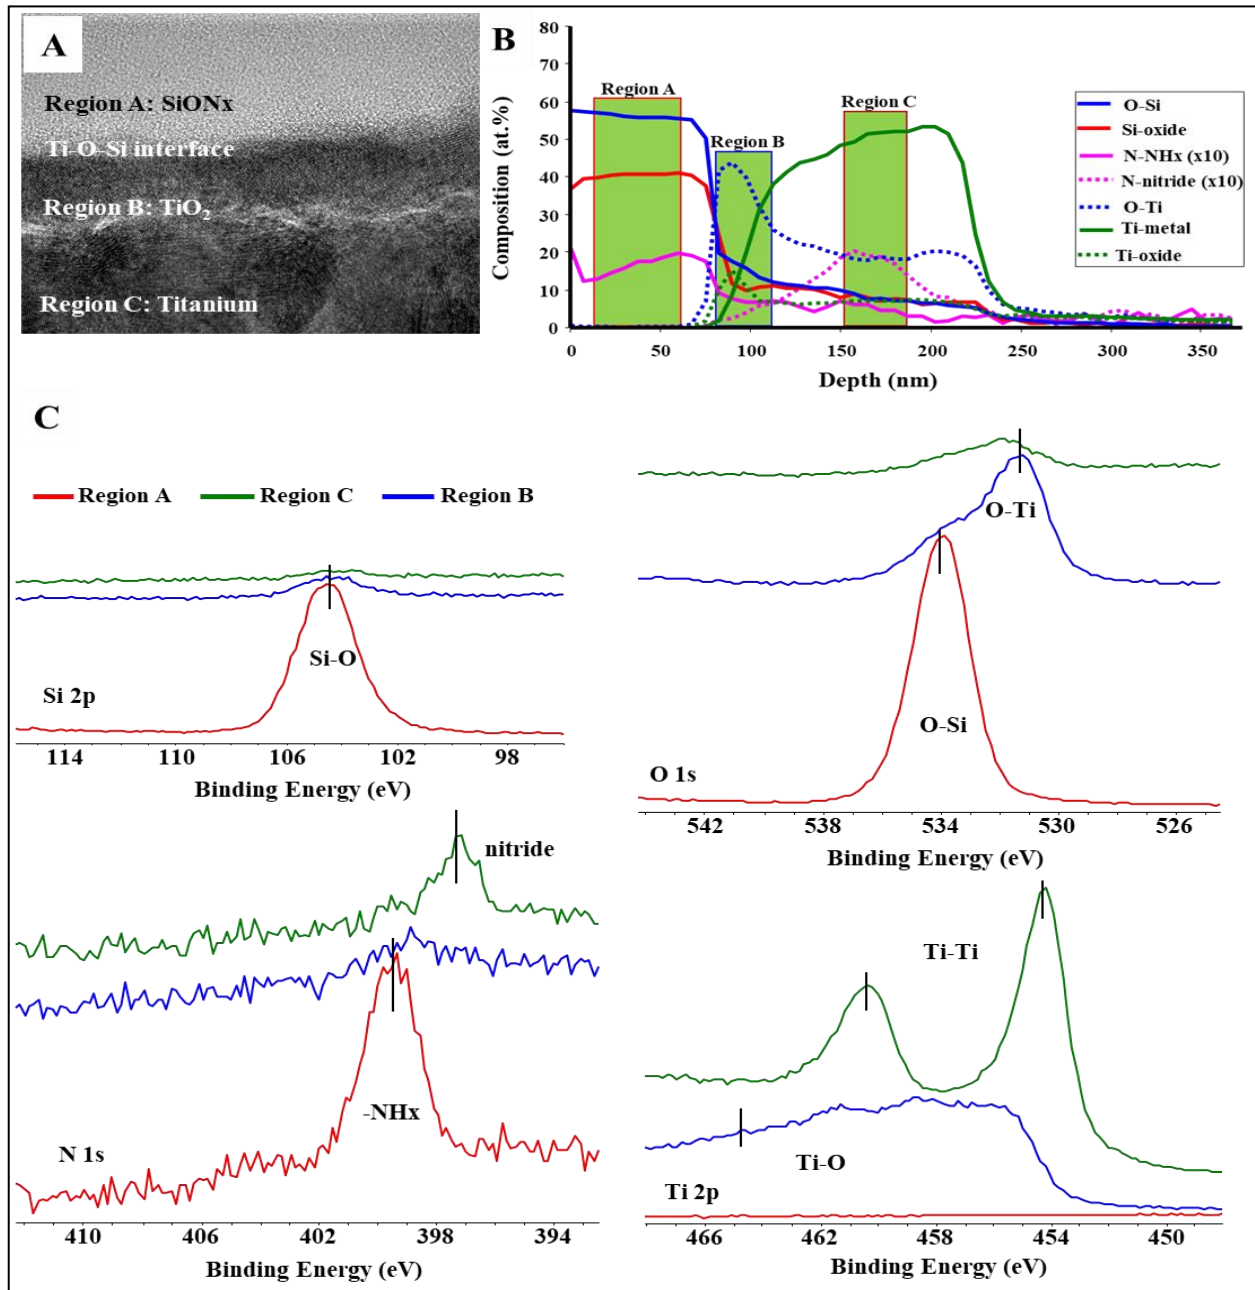 A
Region A: SiONx
Ti-O-Si interface
Region B: TiO2
Region C: Titanium
B
Composition (at.%)
80
70
60
50
40
30
20
10
0
Region A
Region B
Region C
0 50 100 150 200 250 300 350
Depth (nm)
O-Si
Si-oxide
N-NHx (x10)
N-nitride (x10)
O-Ti
Ti-metal
Ti-oxide
C
Region A Region C Region B
Si-O
Si 2p
114 110 106 102 98
Binding Energy (eV)
O-Ti
O-Si
O 1s
542 538 534 530 526
Binding Energy (eV)
nitride
-NHx
N 1s
410 406 402 398 394
Binding Energy (eV)
Ti-Ti
Ti-O
Ti 2p
466 462 458 454 450
Binding Energy (eV)